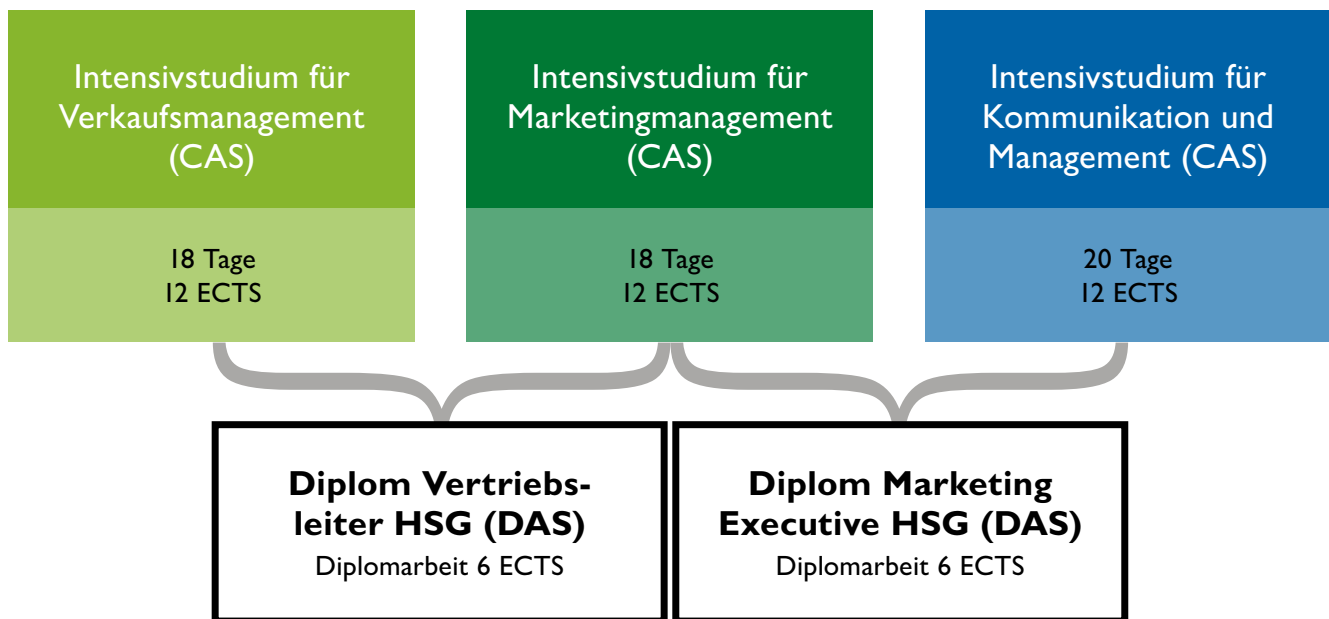 Intensivstudium für
Verkaufsmanagement
(CAS)
18 Tage
12 ECTS
Intensivstudium für
Marketingmanagement
(CAS)
18 Tage
12 ECTS
Intensivstudium für
Kommunikation und
Management (CAS)
20 Tage
12 ECTS
Diplom Vertriebs-
leiter HSG (DAS)
Diplomarbeit 6 ECTS
Diplom Marketing
Executive HSG (DAS)
Diplomarbeit 6 ECTS